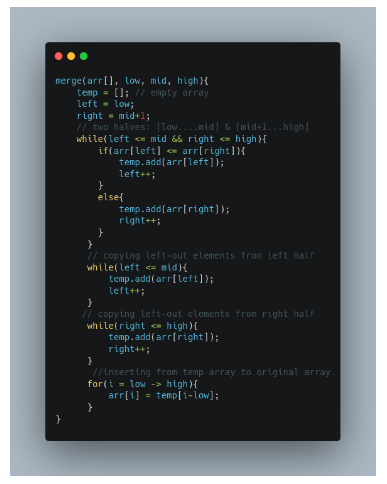 merge(arr[], low, mid, high){
temp = []; // empty array
left = low;
right = mid+1;
// two halves: [low....mid] & [mid+1...high]
while(left <= mid && right <= high){
if(arr[left] <= arr[right]){
temp.add(arr[left]);
left++;
}
else{
temp.add(arr[right]);
right++;
}
}
// copying left-out elements from left half
while(left <= mid){
temp.add(arr[left]);
left++;
}
// copying left-out elements from right half
while(right <= high){
temp.add(arr[right]);
right++;
}
//inserting from temp array to original array.
for(i = low -> high){
arr[i] = temp[i-low];
}
}